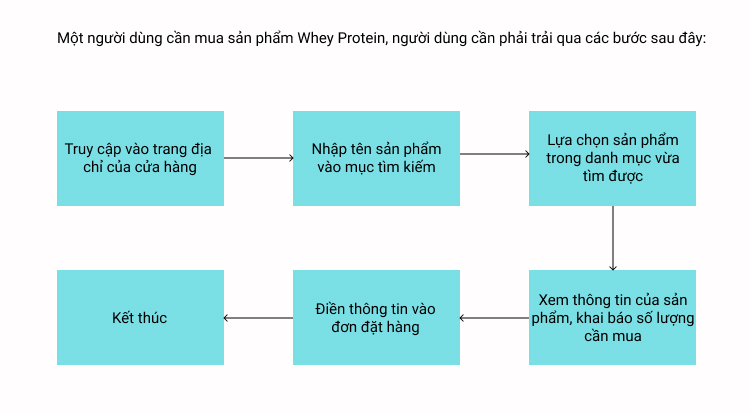 Một người dùng cần mua sản phẩm Whey Protein, người dùng cần phải trải qua các bước sau đây:
Truy cập vào trang địa
chỉ của cửa hàng
Nhập tên sản phẩm
vào mục tìm kiếm
Lựa chọn sản phẩm
trong danh mục vừa
tìm được
Xem thông tin của sản
phẩm, khai báo số lượng
cần mua
Điền thông tin vào
đơn đặt hàng
Kết thúc